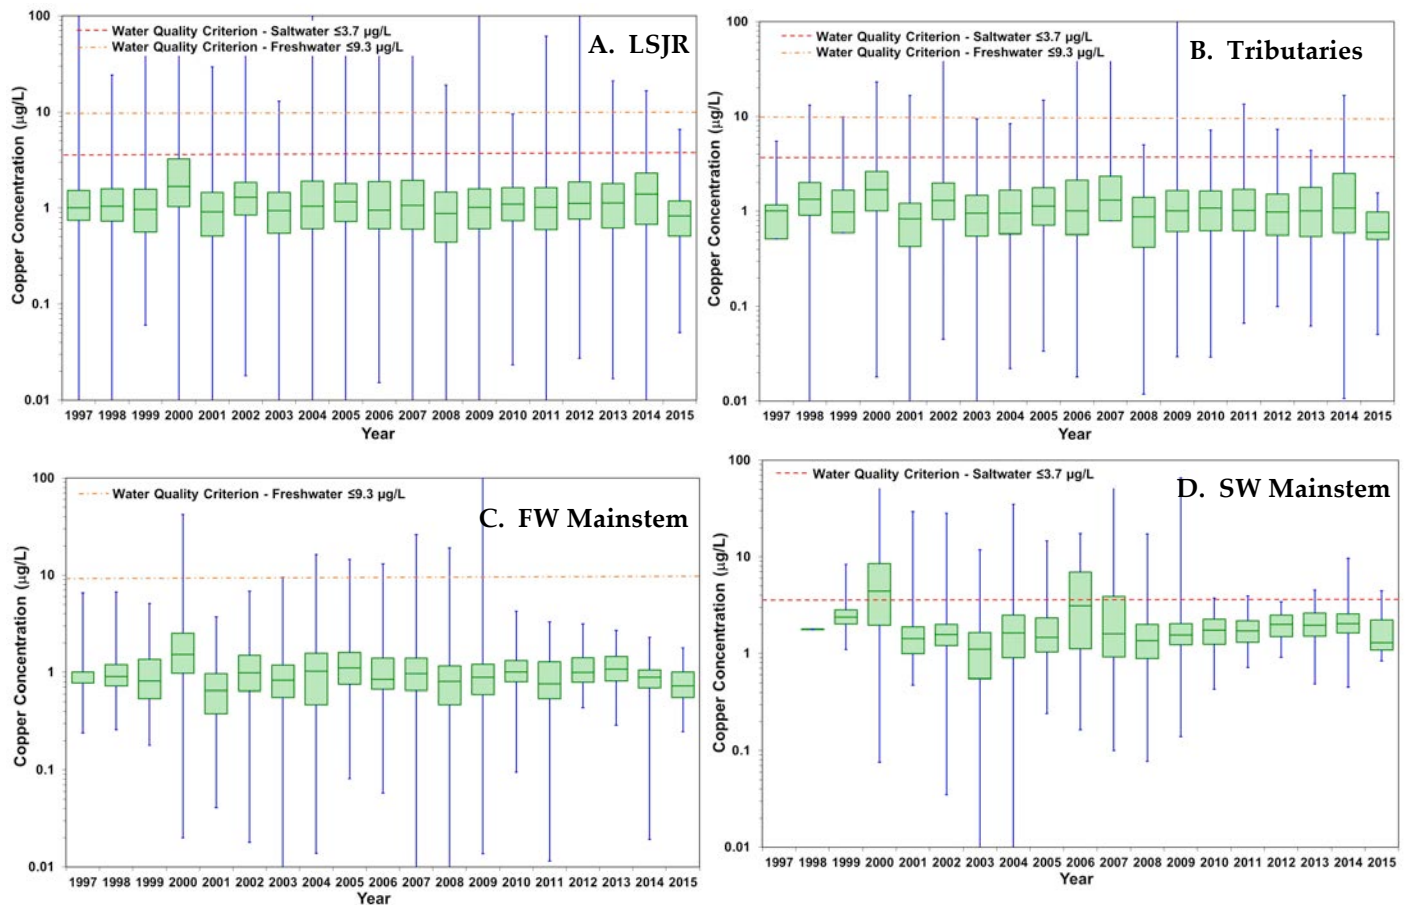 Water Quality Criterion - Saltwater ≤3.7 µg/L
Water Quality Criterion - Freshwater ≤9.3 µg/L
A. LSJR
Copper Concentration (µg/L)
100
10
1
0.1
0.01
1997 1998 1999 2000 2001 2002 2003 2004 2005 2006 2007 2008 2009 2010 2011 2012 2013 2014 2015
Year
Water Quality Criterion - Saltwater ≤3.7 µg/L
Water Quality Criterion - Freshwater ≤9.3 µg/L
B. Tributaries
Copper Concentration (µg/L)
100
10
1
0.1
0.01
1997 1998 1999 2000 2001 2002 2003 2004 2005 2006 2007 2008 2009 2010 2011 2012 2013 2014 2015
Year
Water Quality Criterion - Freshwater ≤9.3 µg/L
C. FW Mainstem
Copper Concentration (µg/L)
100
10
1
0.1
0.01
1997 1998 1999 2000 2001 2002 2003 2004 2005 2006 2007 2008 2009 2010 2011 2012 2013 2014 2015
Year
Water Quality Criterion - Saltwater ≤3.7 µg/L
D. SW Mainstem
Copper Concentration (µg/L)
100
10
1
0.1
0.01
1997 1998 1999 2000 2001 2002 2003 2004 2005 2006 2007 2008 2009 2010 2011 2012 2013 2014 2015
Year